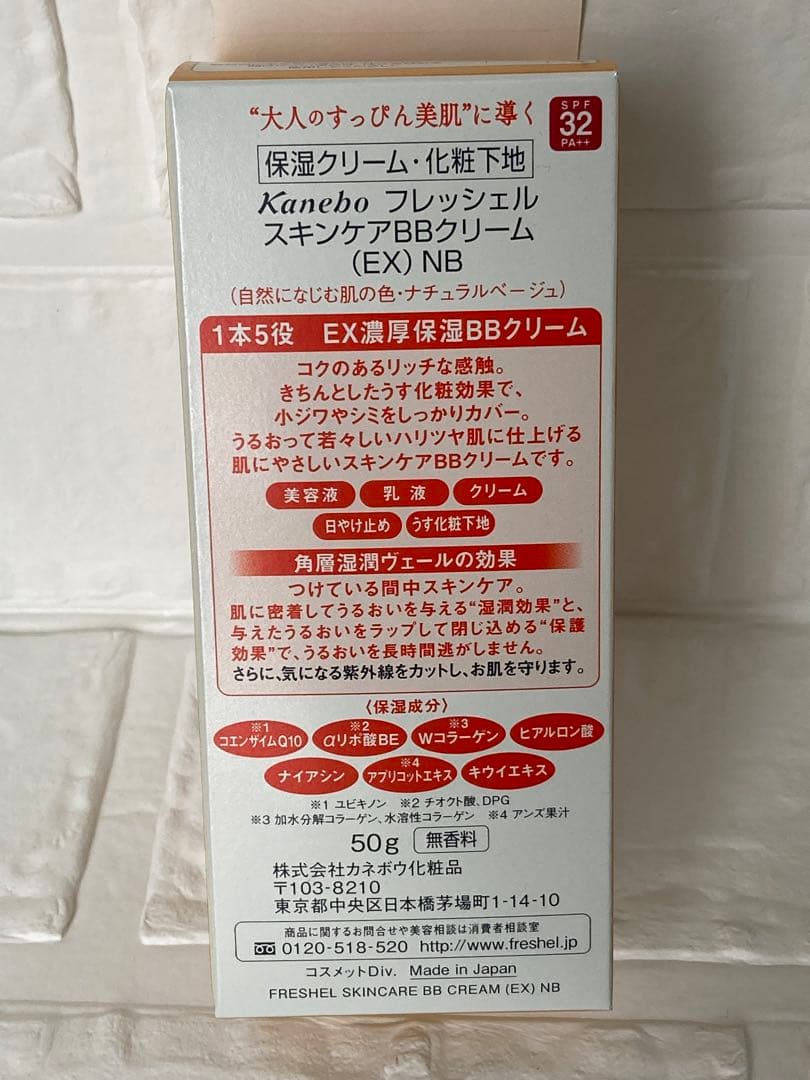 “大人のすっぴん美肌”に導く
SPF
32
PA++
保湿クリーム・化粧下地
Kanebo フレッシェル
スキンケアBBクリーム
(EX) NB
(自然になじむ肌の色・ナチュラルベージュ)
1本5役 EX濃厚保湿BBクリーム
コクのあるリッチな感触。
きちんとしたうす化粧効果で、
小ジワやシミをしっかりカバー。
うるおって若々しいハリツヤ肌に仕上げる
肌にやさしいスキンケアBBクリームです。
美容液 乳液 クリーム
日やけ止め うす化粧下地
角層湿潤ヴェールの効果
つけている間中スキンケア。
肌に密着してうるおいを与える“湿潤効果”と、
与えたうるおいをラップして閉じ込める“保護
効果”で、うるおいを長時間逃がしません。
さらに、気になる紫外線をカットし、お肌を守ります。
〈保湿成分〉
※1 ※2 ※3
コエンザイムQ10 αリポ酸BE Wコラーゲン ヒアルロン酸
※4
ナイアシン アプリコットエキス キウイエキス
※1 ユビキノン ※2 チオクト酸、DPG
※3 加水分解コラーゲン、水溶性コラーゲン ※4 アンズ果汁
50g 無香料
株式会社カネボウ化粧品
〒103-8210
東京都中央区日本橋茅場町1-14-10
商品に関するお問合せや美容相談は消費者相談室
0120-518-520 http://www.freshel.jp
コスメットDiv. Made in Japan
FRESHEL SKINCARE BB CREAM (EX) NB